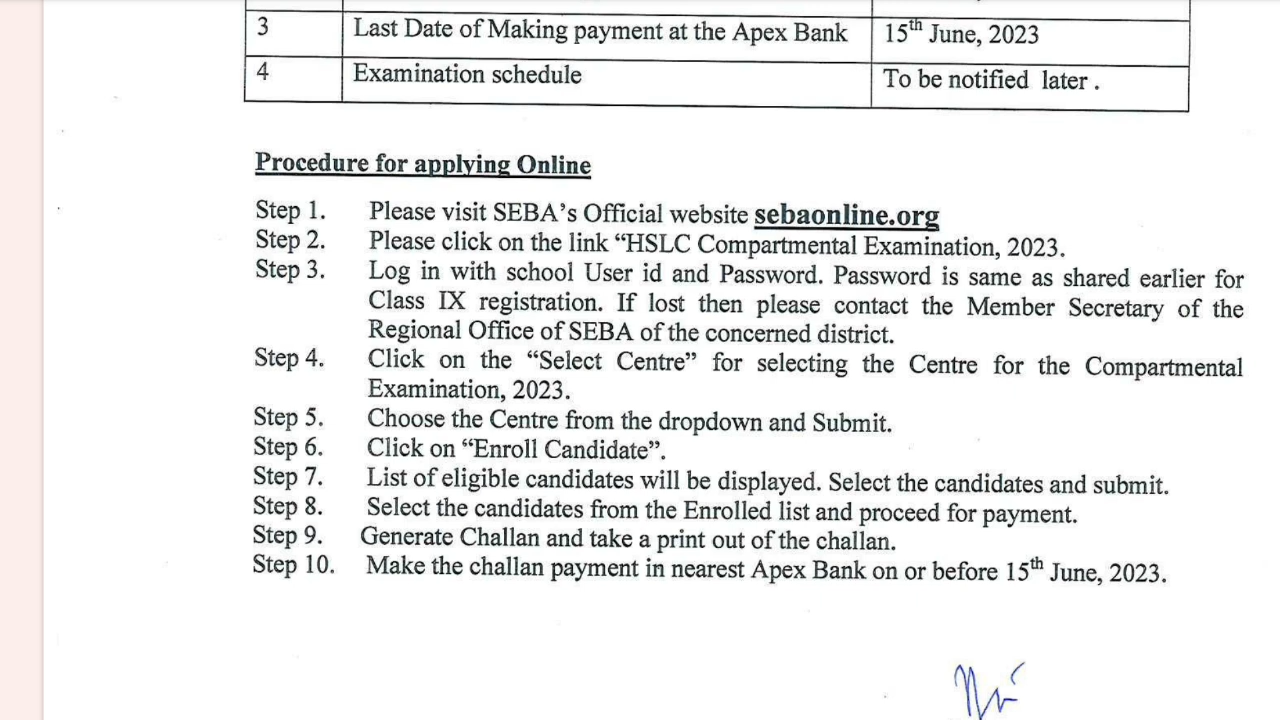 3 Last Date of Making payment at the Apex Bank 15th June, 2023
4 Examination schedule To be notified later .
Procedure for applying Online
Step 1. Please visit SEBA's Official website sebaonline.org
Step 2. Please click on the link “HSLC Compartmental Examination, 2023.
Step 3. Log in with school User id and Password. Password is same as shared earlier for
Class IX registration. If lost then please contact the Member Secretary of the
Regional Office of SEBA of the concerned district.
Step 4. Click on the “Select Centre” for selecting the Centre for the Compartmental
Examination, 2023.
Step 5. Choose the Centre from the dropdown and Submit.
Step 6. Click on “Enroll Candidate”.
Step 7. List of eligible candidates will be displayed. Select the candidates and submit.
Step 8. Select the candidates from the Enrolled list and proceed for payment.
Step 9. Generate Challan and take a print out of the challan.
Step 10. Make the challan payment in nearest Apex Bank on or before 15th June, 2023.